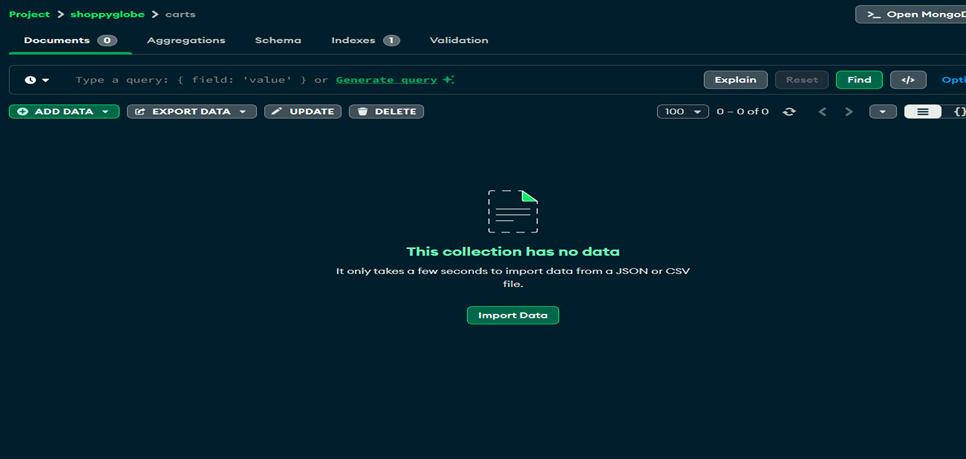 Project > shoppyglobe > carts
>_ Open MongoD
Documents 0 Aggregations Schema Indexes 1 Validation
Type a query: { field: 'value' } or Generate query
Explain Reset Find </> Opti
ADD DATA EXPORT DATA UPDATE DELETE
100 0 – 0 of 0 < > {}
This collection has no data
It only takes a few seconds to import data from a JSON or CSV
file.
Import Data